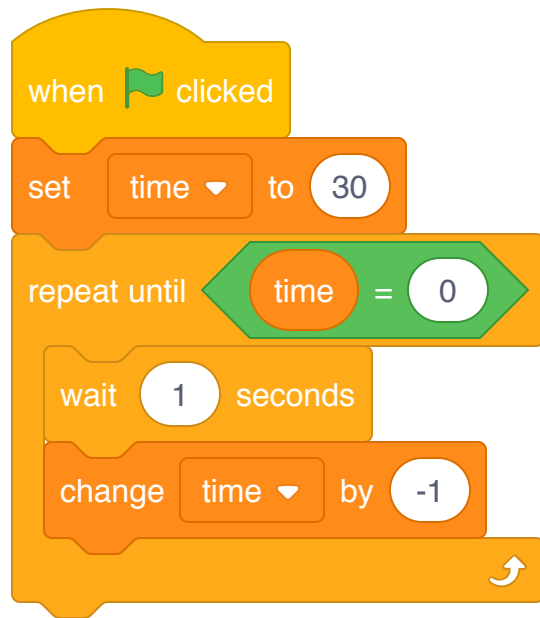 when clicked
set time to 30
repeat until time = 0
wait 1 seconds
change time by -1